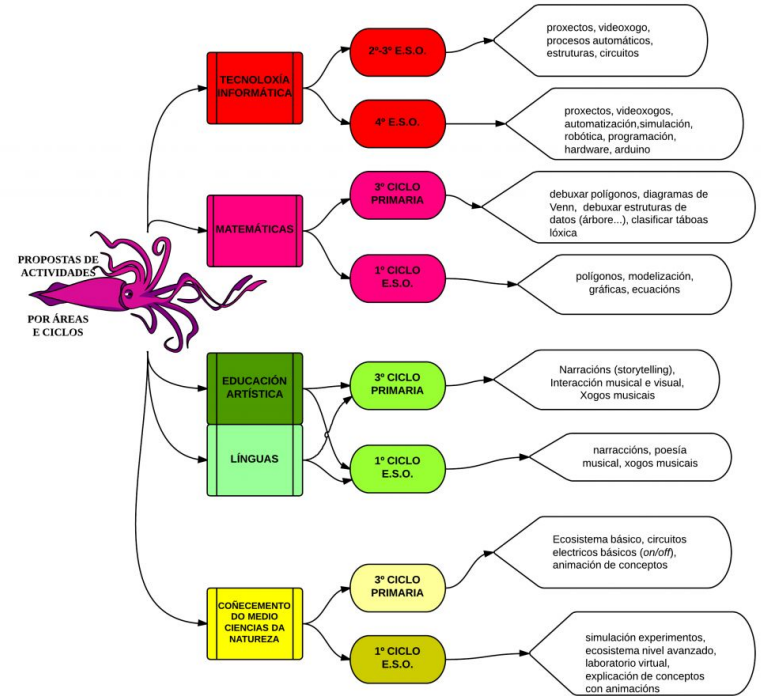 PROPOSTAS DE
ACTIVIDADES
POR ÁREAS
E CICLOS
TECNOLOXÍA
INFORMÁTICA
2º-3º E.S.O.
proxectos, videoxogo,
procesos automáticos,
estruturas, circuitos
4º E.S.O.
proxectos, videoxogos,
automatización,simulación,
robótica, programación,
hardware, arduino
MATEMÁTICAS
3º CICLO
PRIMARIA
debuxar polígonos, diagramas de
Venn, debuxar estruturas de
datos (árbore...), clasificar táboas
lóxica
1º CICLO
E.S.O.
polígonos, modelización,
gráficas, ecuacións
EDUCACIÓN
ARTÍSTICA
LÍNGUAS
3º CICLO
PRIMARIA
Narracións (storytelling),
Interacción musical e visual,
Xogos musicais
1º CICLO
E.S.O.
narraccións, poesía
musical, xogos musicais
COÑECEMENTO
DO MEDIO
CIENCIAS DA
NATUREZA
3º CICLO
PRIMARIA
Ecosistema básico, circuitos
electricos básicos (on/off),
animación de conceptos
1º CICLO
E.S.O.
simulación experimentos,
ecosistema nivel avanzado,
laboratorio virtual,
explicación de conceptos
con animacións